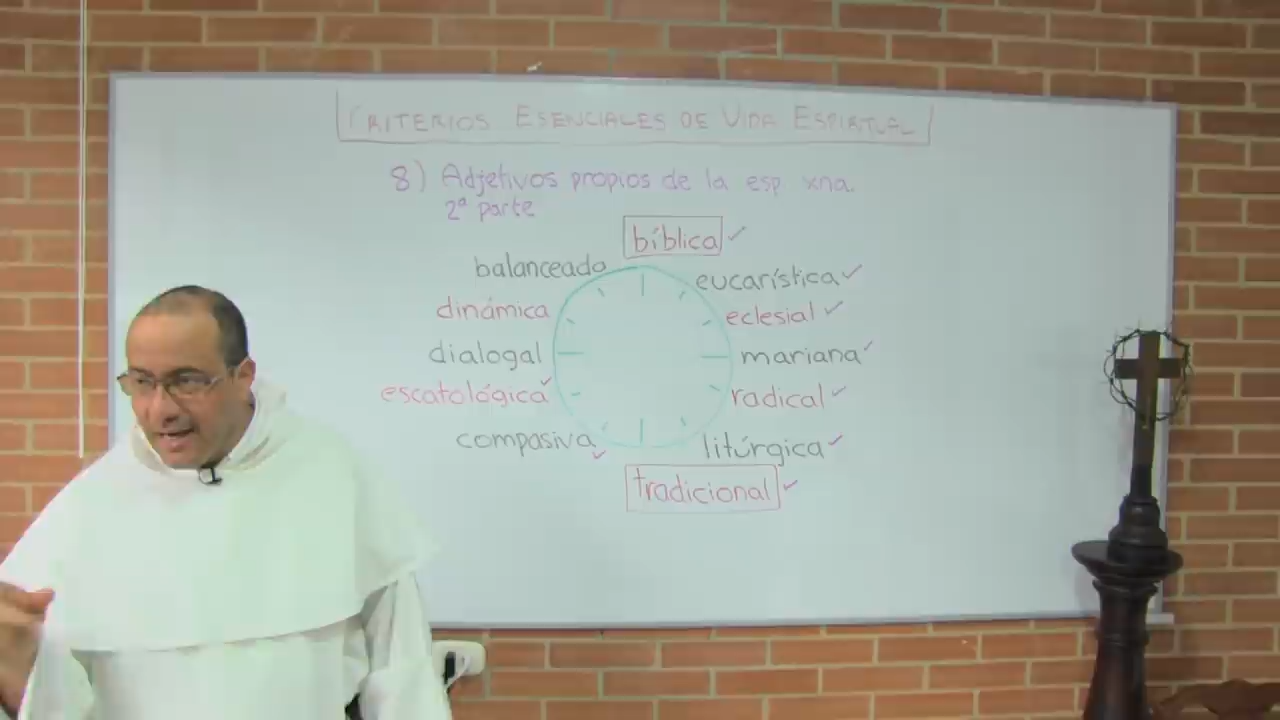 CRITERIOS ESENCIALES DE VIDA ESPIRITUAL
8) Adjetivos propios de la esp xna.
2ª parte
bíblica ✓
eucarística ✓
eclesial ✓
mariana ✓
radical ✓
litúrgica ✓
tradicional ✓
compasiva ✓
escatológica ✓
dialogal
dinámica
balanceada